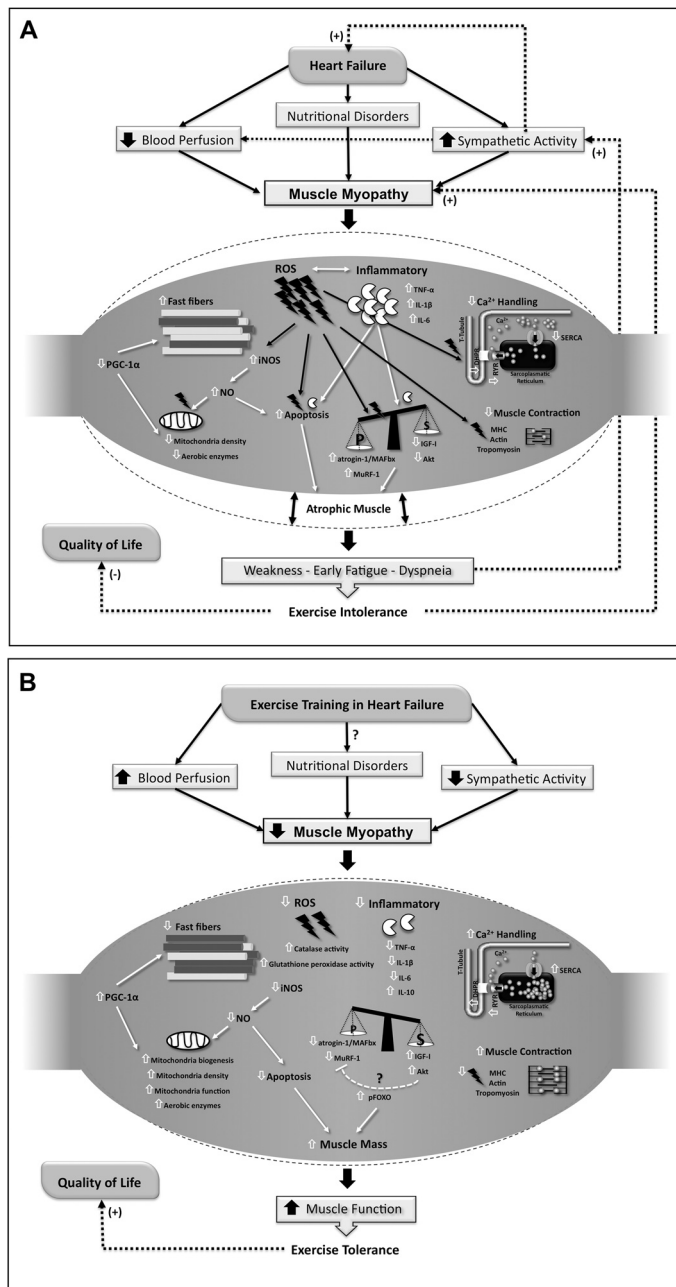 A
(+)
Heart Failure
Nutritional Disorders
Blood Perfusion
Sympathetic Activity
(+)
Muscle Myopathy
(+)
ROS
Inflammatory
TNF-α
IL-1β
IL-6
Fast fibers
Ca²⁺ Handling
Ca²⁺
T-Tubule
SERCA
DHPR
RYR
Sarcoplasmatic
Reticulum
PGC-1α
iNOS
NO
Apoptosis
Mitochondria density
Aerobic enzymes
P
S
atrogin-1/MAFbx
MuRF-1
IGF-I
Akt
Muscle Contraction
MHC
Actin
Tropomyosin
Atrophic Muscle
Quality of Life
(-)
Weakness - Early Fatigue - Dyspneia
Exercise Intolerance
B
Exercise Training in Heart Failure
?
Nutritional Disorders
Blood Perfusion
Sympathetic Activity
Muscle Myopathy
ROS
Inflammatory
Fast fibers
Catalase activity
Glutathione peroxidase activity
TNF-α
IL-1β
IL-6
IL-10
Ca²⁺ Handling
Ca²⁺
T-Tubule
SERCA
DHPR
RYR
Sarcoplasmatic
Reticulum
PGC-1α
iNOS
NO
Mitochondria biogenesis
Mitochondria density
Mitochondria function
Aerobic enzymes
Apoptosis
P
S
atrogin-1/MAFbx
MuRF-1
IGF-I
Akt
?
pFOXO
Muscle Contraction
MHC
Actin
Tropomyosin
Muscle Mass
Quality of Life
(+)
Muscle Function
Exercise Tolerance